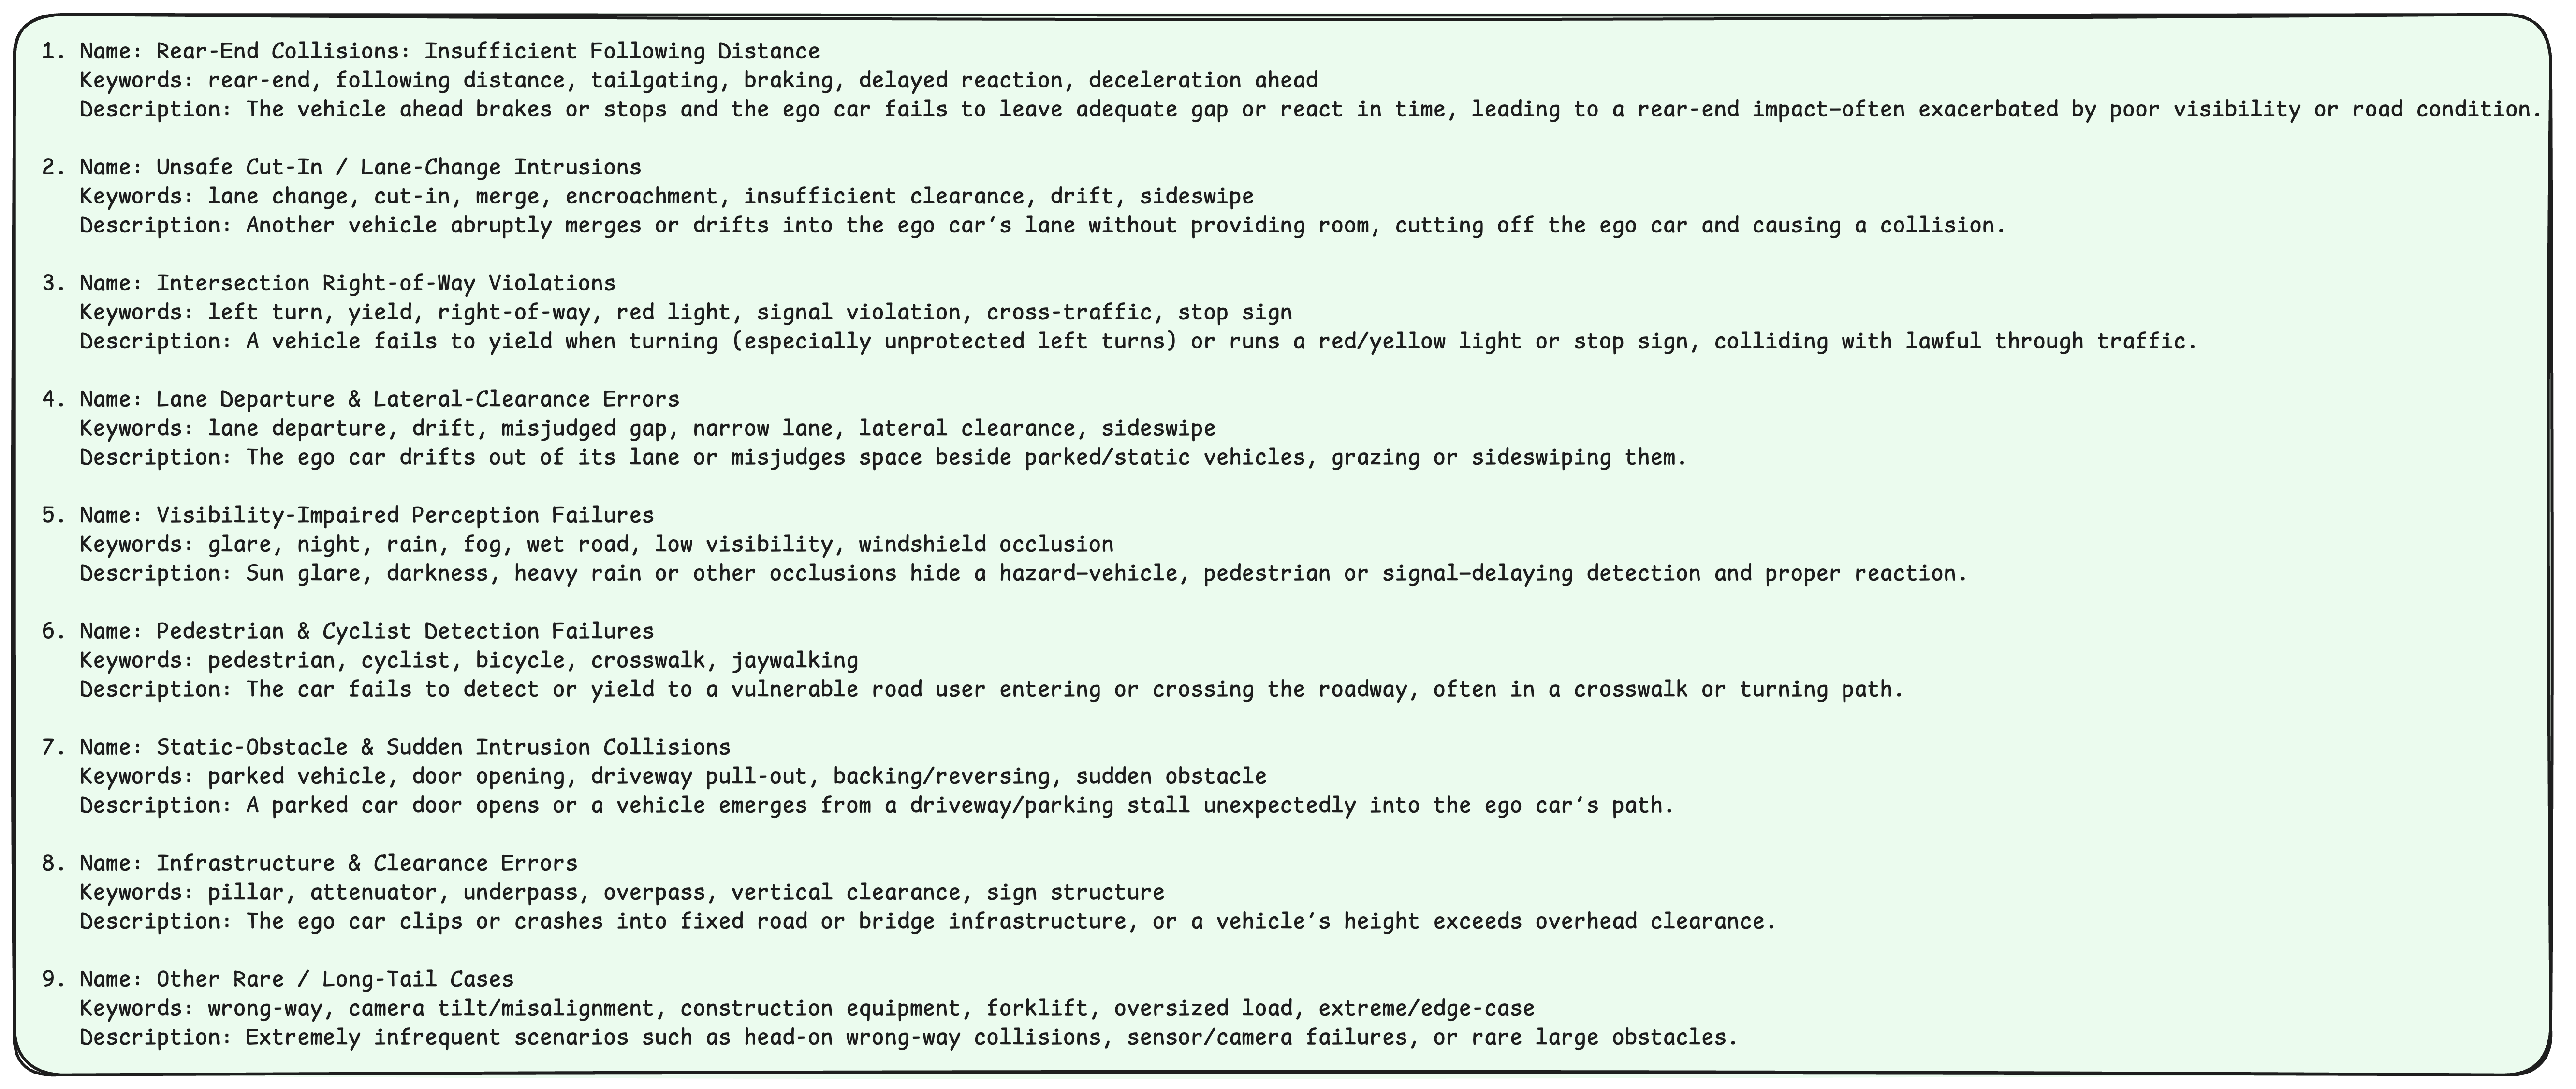 1. Name: Rear-End Collisions: Insufficient Following Distance
Keywords: rear-end, following distance, tailgating, braking, delayed reaction, deceleration ahead
Description: The vehicle ahead brakes or stops and the ego car fails to leave adequate gap or react in time, leading to a rear-end impact—often exacerbated by poor visibility or road condition.
2. Name: Unsafe Cut-In / Lane-Change Intrusions
Keywords: lane change, cut-in, merge, encroachment, insufficient clearance, drift, sideswipe
Description: Another vehicle abruptly merges or drifts into the ego car’s lane without providing room, cutting off the ego car and causing a collision.
3. Name: Intersection Right-of-Way Violations
Keywords: left turn, yield, right-of-way, red light, signal violation, cross-traffic, stop sign
Description: A vehicle fails to yield when turning (especially unprotected left turns) or runs a red/yellow light or stop sign, colliding with lawful through traffic.
4. Name: Lane Departure & Lateral-Clearance Errors
Keywords: lane departure, drift, misjudged gap, narrow lane, lateral clearance, sideswipe
Description: The ego car drifts out of its lane or misjudges space beside parked/static vehicles, grazing or sideswiping them.
5. Name: Visibility-Impaired Perception Failures
Keywords: glare, night, rain, fog, wet road, low visibility, windshield occlusion
Description: Sun glare, darkness, heavy rain or other occlusions hide a hazard—vehicle, pedestrian or signal—delaying detection and proper reaction.
6. Name: Pedestrian & Cyclist Detection Failures
Keywords: pedestrian, cyclist, bicycle, crosswalk, jaywalking
Description: The car fails to detect or yield to a vulnerable road user entering or crossing the roadway, often in a crosswalk or turning path.
7. Name: Static-Obstacle & Sudden Intrusion Collisions
Keywords: parked vehicle, door opening, driveway pull-out, backing/reversing, sudden obstacle
Description: A parked car door opens or a vehicle emerges from a driveway/parking stall unexpectedly into the ego car’s path.
8. Name: Infrastructure & Clearance Errors
Keywords: pillar, attenuator, underpass, overpass, vertical clearance, sign structure
Description: The ego car clips or crashes into fixed road or bridge infrastructure, or a vehicle’s height exceeds overhead clearance.
9. Name: Other Rare / Long-Tail Cases
Keywords: wrong-way, camera tilt/misalignment, construction equipment, forklift, oversized load, extreme/edge-case
Description: Extremely infrequent scenarios such as head-on wrong-way collisions, sensor/camera failures, or rare large obstacles.